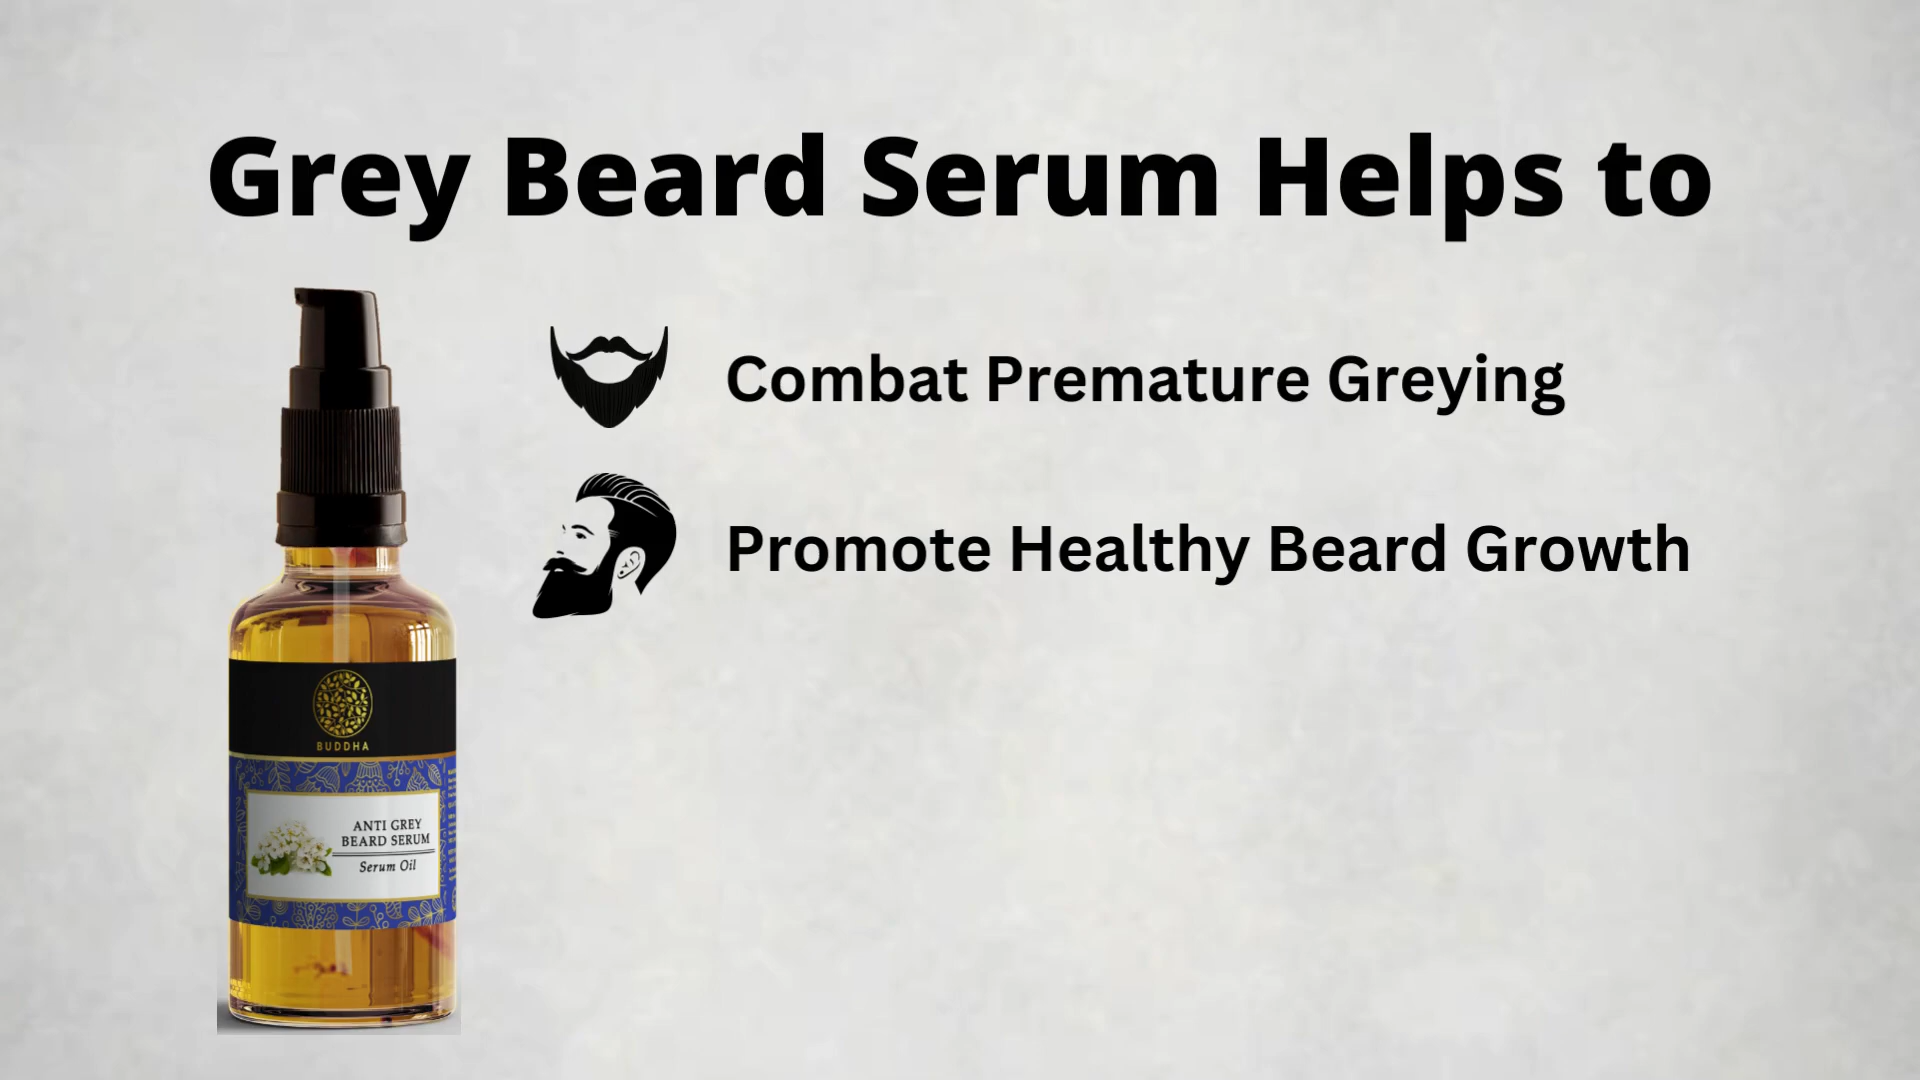 Grey Beard Serum Helps to
Combat Premature Greying
Promote Healthy Beard Growth
BUDDHA
ANTI GREY
BEARD SERUM
Serum Oil